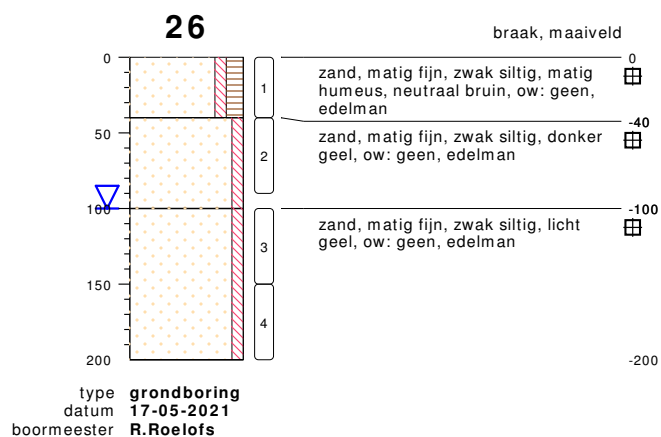 26
braak, maaiveld
0
50
100
150
200
1
2
3
4
0
zand, matig fijn, zwak siltig, matig
humeus, neutraal bruin, ow: geen,
edelman
-40
zand, matig fijn, zwak siltig, donker
geel, ow: geen, edelman
-100
zand, matig fijn, zwak siltig, licht
geel, ow: geen, edelman
-200
type grondboring
datum 17-05-2021
boormeester R.Roelofs